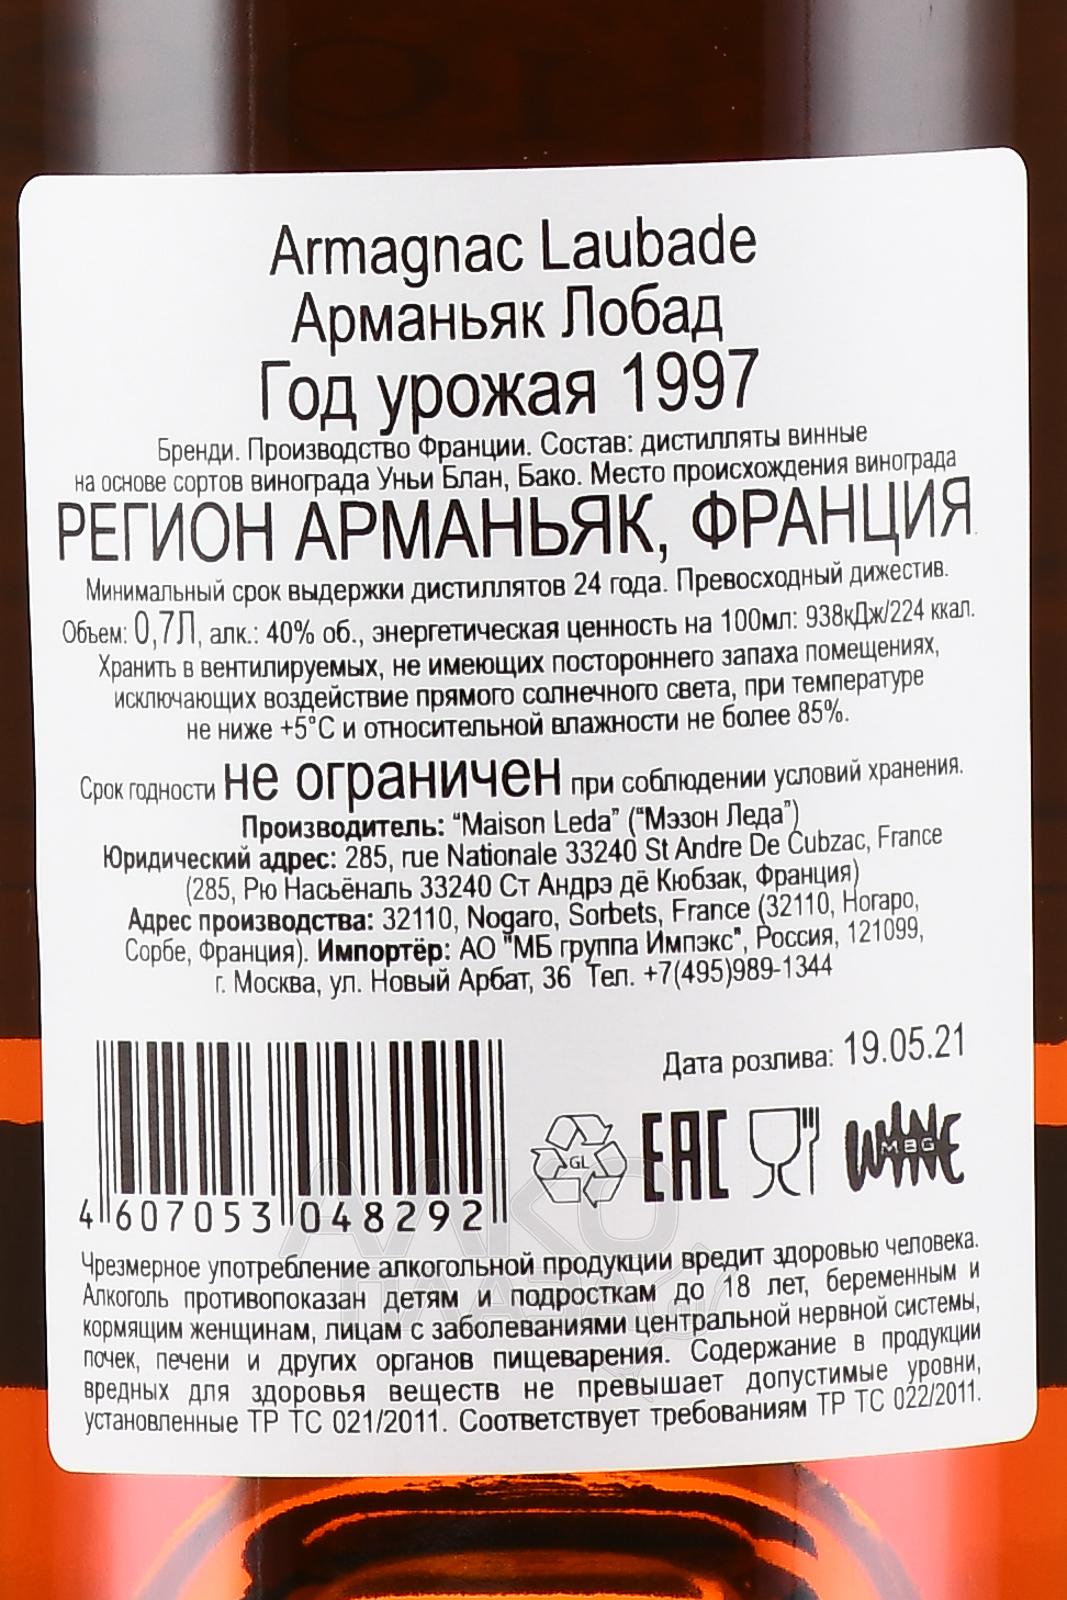 Armagnac Laubade
Арманьяк Лобад
Год урожая 1997
Бренди. Производство Франции. Состав: дистилляты винные
на основе сортов винограда Уньи Блан, Бако. Место происхождения винограда
РЕГИОН АРМАНЬЯК, ФРАНЦИЯ.
Минимальный срок выдержки дистиллятов 24 года. Превосходный дижестив.
Объем: 0,7Л, алк.: 40% об., энергетическая ценность на 100мл: 938кДж/224 ккал.
Хранить в вентилируемых, не имеющих постороннего запаха помещениях,
исключающих воздействие прямого солнечного света, при температуре
не ниже +5°С и относительной влажности не более 85%.
Срок годности не ограничен при соблюдении условий хранения.
Производитель: “Maison Leda” (“Мэзон Леда”)
Юридический адрес: 285, rue Nationale 33240 St Andre De Cubzac, France
(285, Рю Насьёналь 33240 Ст Андрэ дё Кюбзак, Франция)
Адрес производства: 32110, Nogaro, Sorbets, France (32110, Ногаро,
Сорбе, Франция). Импортёр: АО "МБ группа Импэкс", Россия, 121099,
г. Москва, ул. Новый Арбат, 36 Тел. +7(495)989-1344
Дата розлива: 19.05.21
GL EAC WINE MBG
4 607053 048292
АЛКО
ПЛАЗА
Чрезмерное употребление алкогольной продукции вредит здоровью человека.
Алкоголь противопоказан детям и подросткам до 18 лет, беременным и
кормящим женщинам, лицам с заболеваниями центральной нервной системы,
почек, печени и других органов пищеварения. Содержание в продукции
вредных для здоровья веществ не превышает допустимые уровни,
установленные ТР ТС 021/2011. Соответствует требованиям ТР ТС 022/2011.